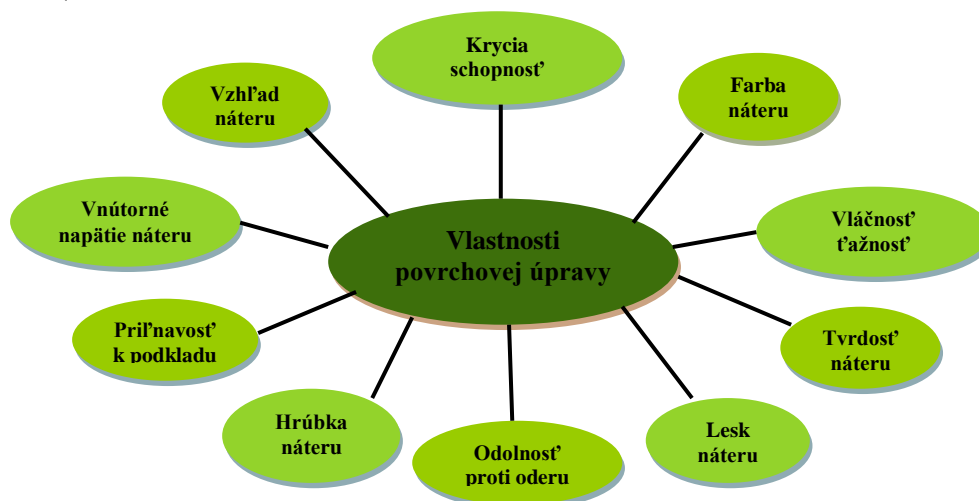 Krycia
schopnosť
Vzhľad
náteru
Farba
náteru
Vnútorné
napätie náteru
Vláčnosť
ťažnosť
Vlastnosti
povrchovej úpravy
Priľnavosť
k podkladu
Tvrdosť
náteru
Hrúbka
náteru
Odolnosť
proti oderu
Lesk
náteru